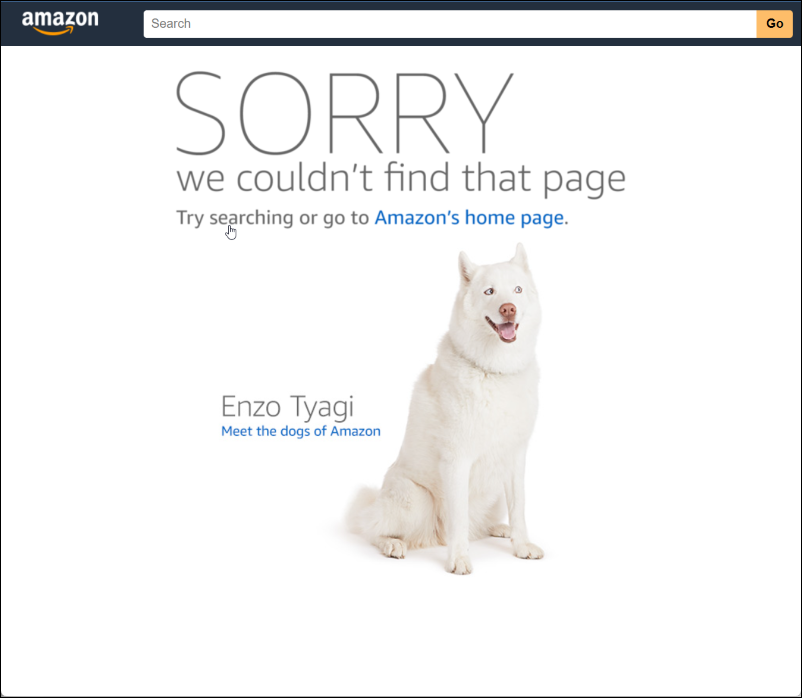 amazon
Search
Go
SORRY
we couldn't find that page
Try searching or go to Amazon's home page.
Enzo Tyagi
Meet the dogs of Amazon